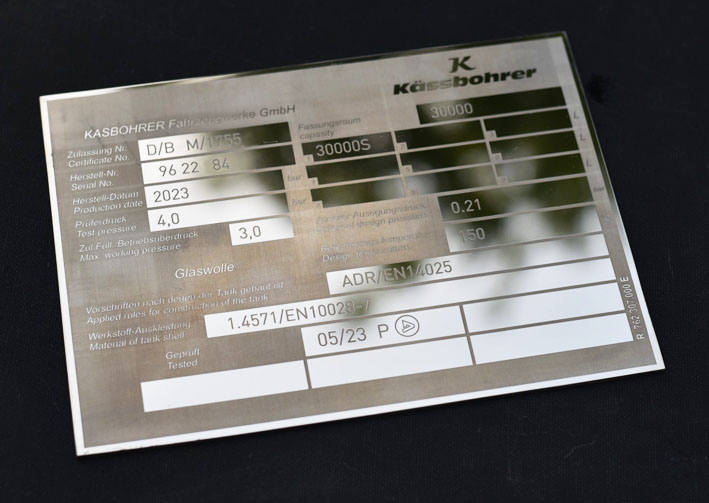 K
Kässbohrer
KASBOHRER Fahrzeugwerke GmbH
Zulassung Nr.
Certificate No.
D/B M/1755
Fassungsraum
capacity
30000
L
30000S
L
Herstell-Nr.
Serial No.
96 22 84
L
Herstell-Datum
Production date
2023
bar
bar
Prüferdruck
Test pressure
4,0
0.21
Zul.Füll-/Betriebsüberdruck
Max. working pressure
3,0
150
Glaswolle
Vorschriften nach denen der Tank gebaut ist
Applied rules for construction of the tank
ADR/EN14025
Werkstoff-Auskleidung
Material of tank shell
1.4571/EN10028-7
Geprüft
Tested
05/23 P